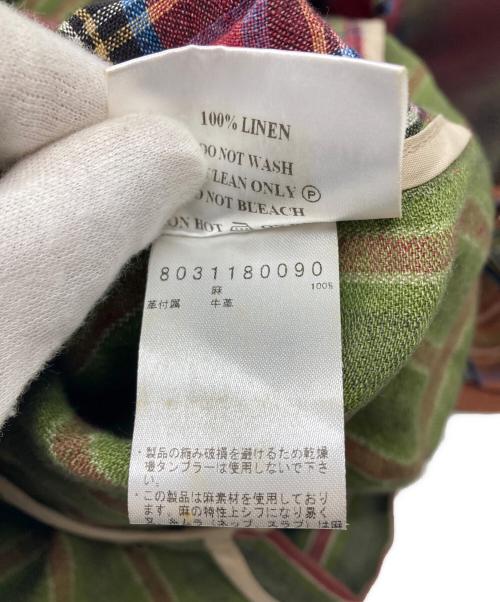 100% LINEN
DO NOT WASH
CLEAN ONLY Ⓟ
DO NOT BLEACH
ON HOT
8031180090
麻 100%
革付属 牛革
・製品の縮み破損を避けるため乾燥
機タンブラーは使用しないで下さ
い。
・この製品は麻素材を使用しており
ます。麻の特性上シワになり易く